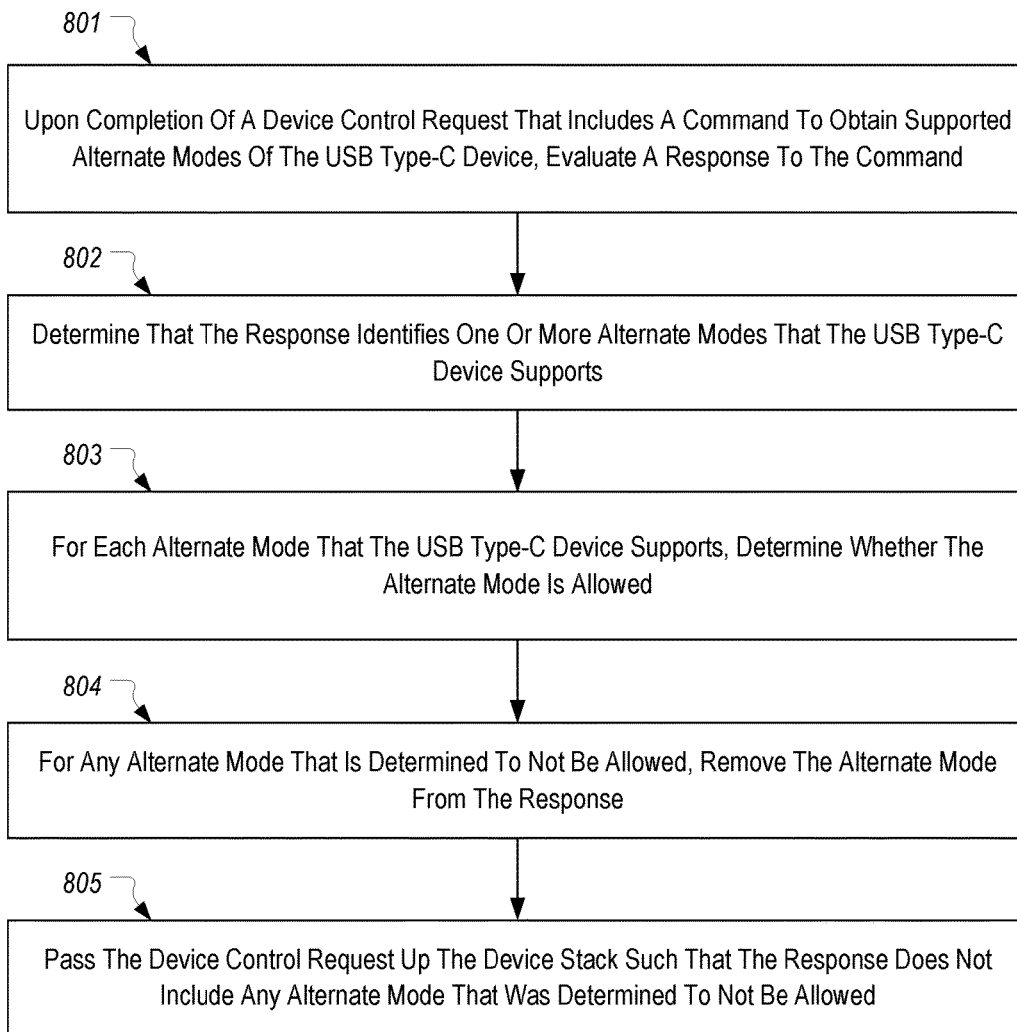 801
Upon Completion Of A Device Control Request That Includes A Command To Obtain Supported
Alternate Modes Of The USB Type-C Device, Evaluate A Response To The Command
802
Determine That The Response Identifies One Or More Alternate Modes That The USB Type-C
Device Supports
803
For Each Alternate Mode That The USB Type-C Device Supports, Determine Whether The
Alternate Mode Is Allowed
804
For Any Alternate Mode That Is Determined To Not Be Allowed, Remove The Alternate Mode
From The Response
805
Pass The Device Control Request Up The Device Stack Such That The Response Does Not
Include Any Alternate Mode That Was Determined To Not Be Allowed